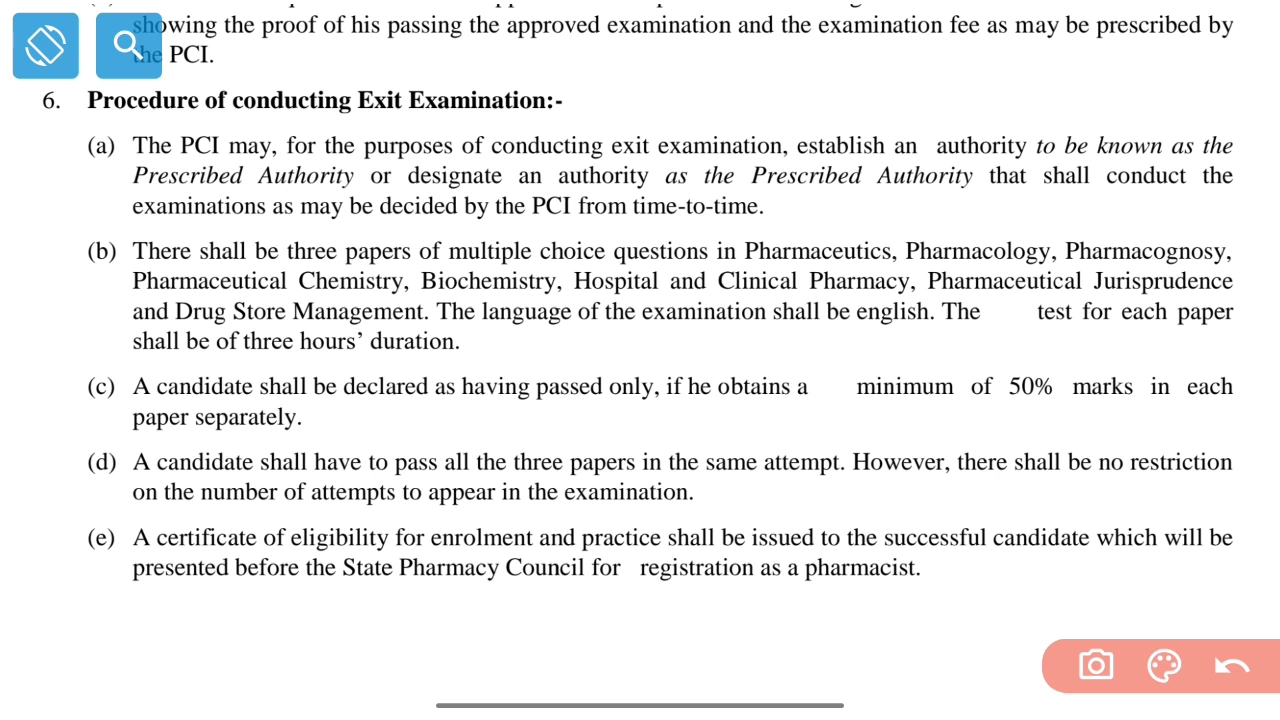 showing the proof of his passing the approved examination and the examination fee as may be prescribed by
the PCI.
6. Procedure of conducting Exit Examination:-
(a) The PCI may, for the purposes of conducting exit examination, establish an authority to be known as the
Prescribed Authority or designate an authority as the Prescribed Authority that shall conduct the
examinations as may be decided by the PCI from time-to-time.
(b) There shall be three papers of multiple choice questions in Pharmaceutics, Pharmacology, Pharmacognosy,
Pharmaceutical Chemistry, Biochemistry, Hospital and Clinical Pharmacy, Pharmaceutical Jurisprudence
and Drug Store Management. The language of the examination shall be english. The test for each paper
shall be of three hours’ duration.
(c) A candidate shall be declared as having passed only, if he obtains a minimum of 50% marks in each
paper separately.
(d) A candidate shall have to pass all the three papers in the same attempt. However, there shall be no restriction
on the number of attempts to appear in the examination.
(e) A certificate of eligibility for enrolment and practice shall be issued to the successful candidate which will be
presented before the State Pharmacy Council for registration as a pharmacist.